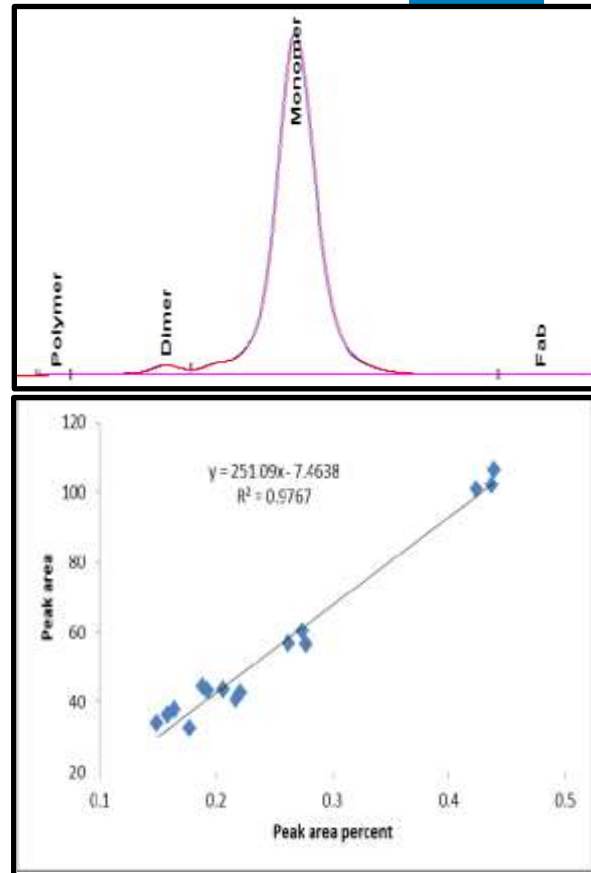 Polymer
Dimer
Monomer
Fab
120
y = 251.09x - 7.4638
R² = 0.9767
100
80
60
40
20
0.1 0.2 0.3 0.4 0.5
Peak area
Peak area percent